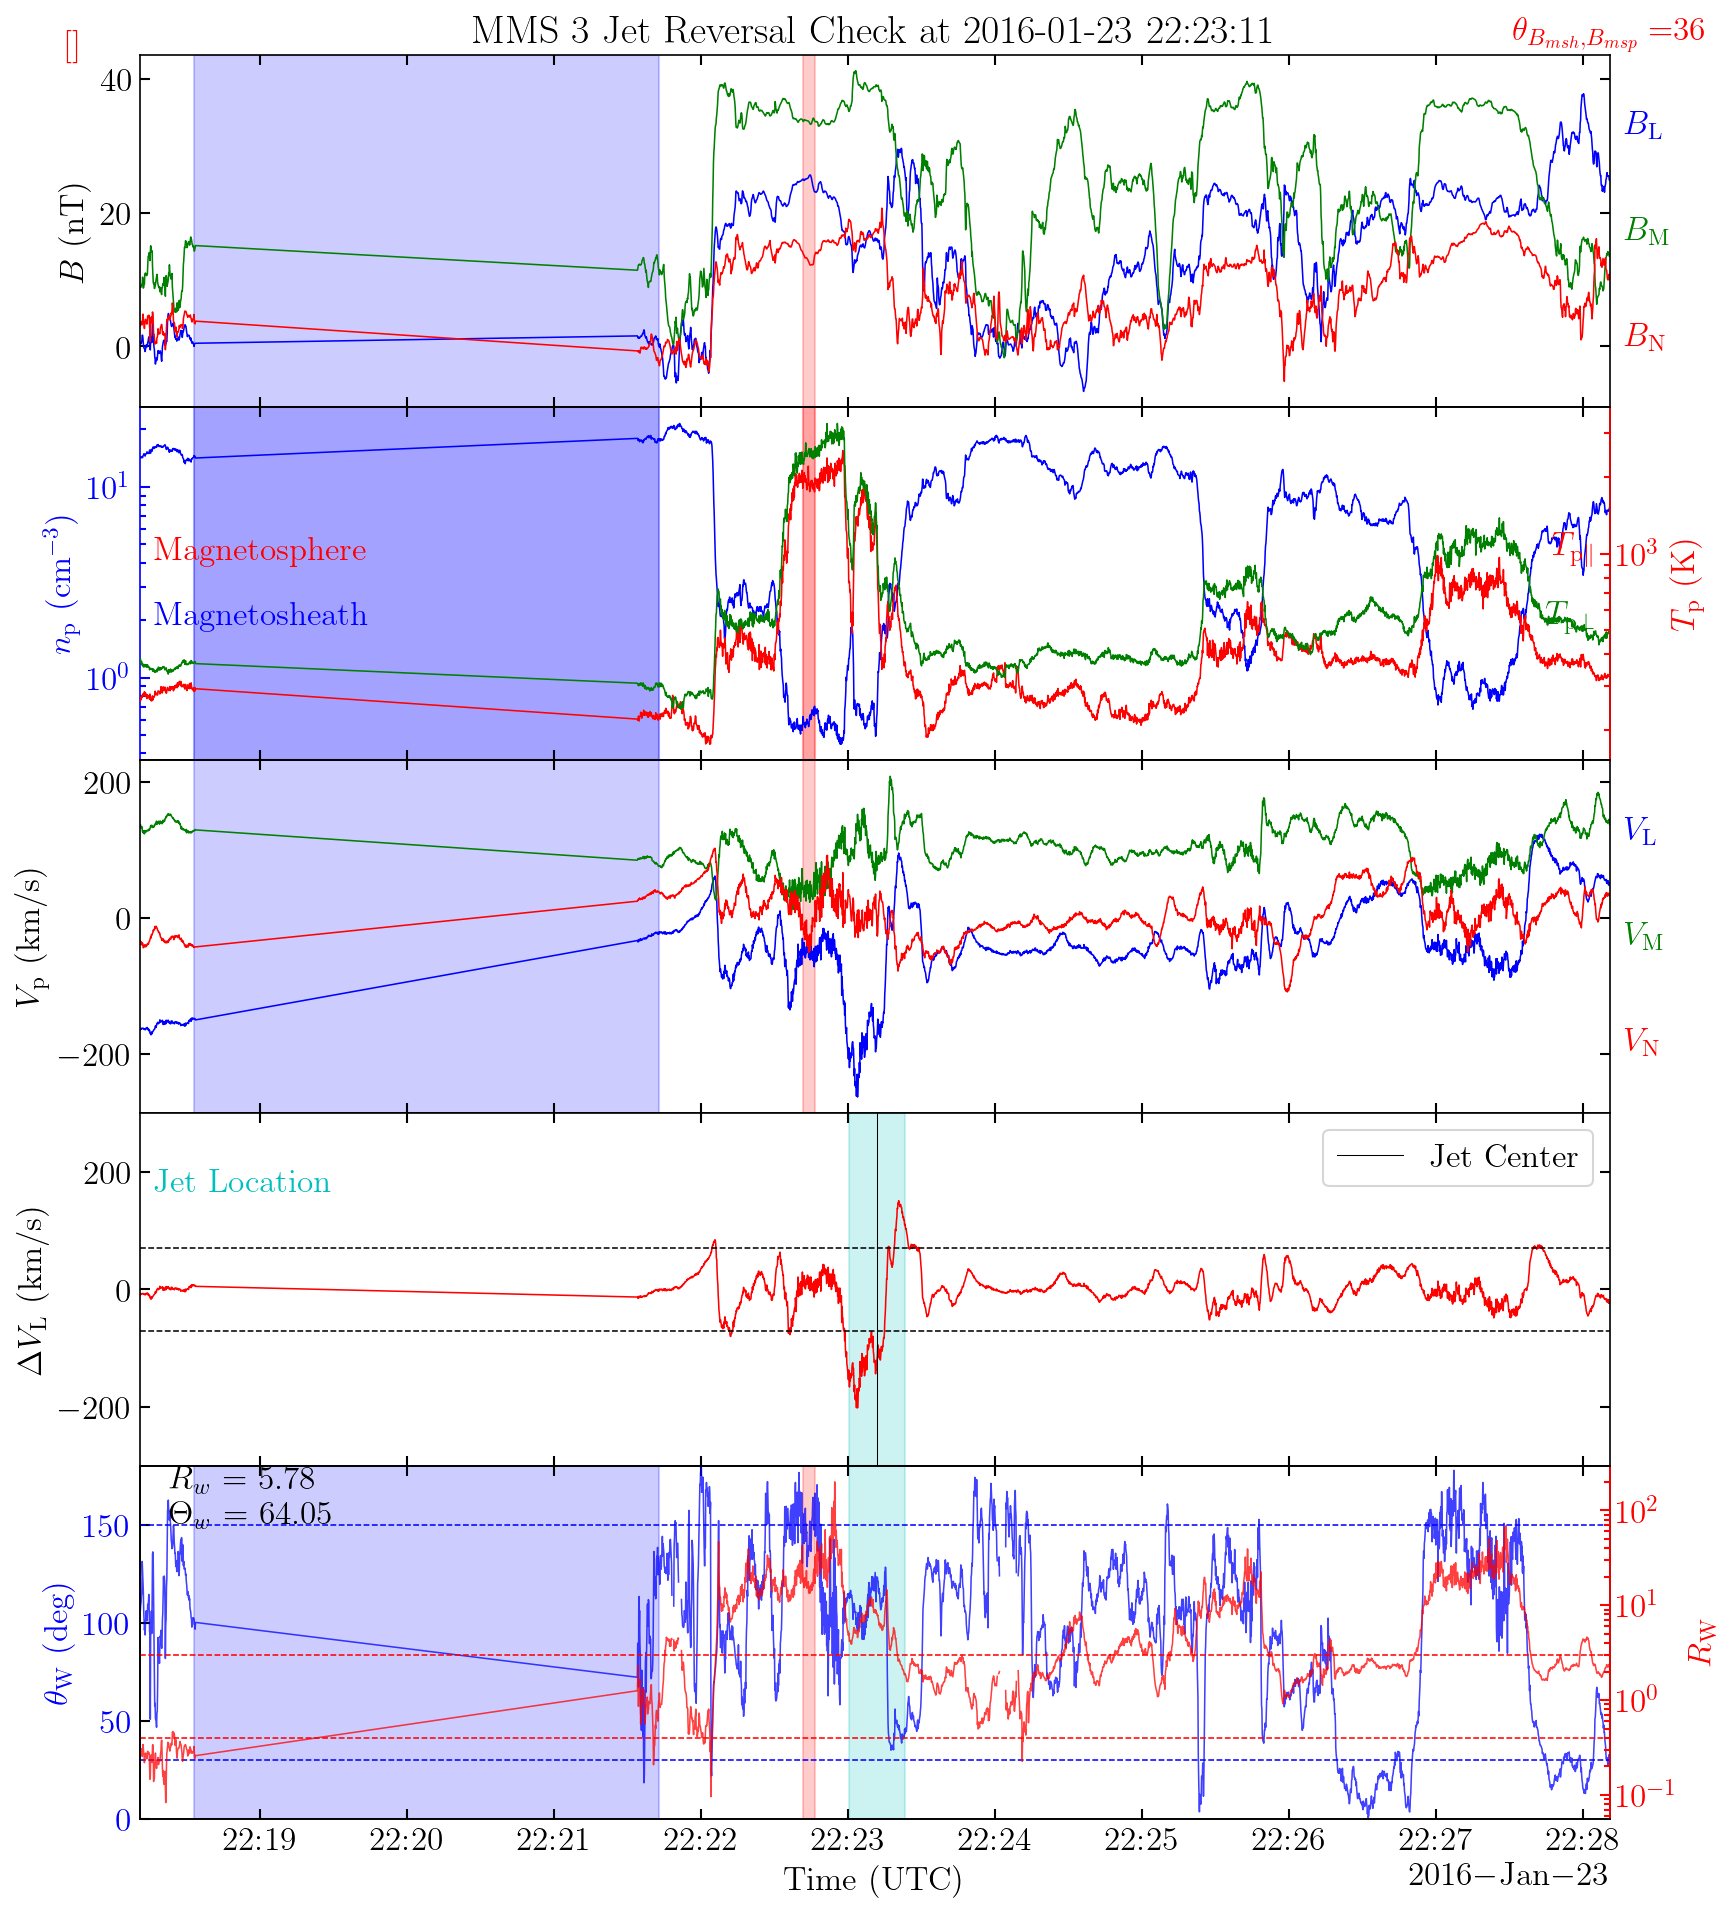 MMS 3 Jet Reversal Check at 2016-01-23 22:23:11
[]
θ_{B_{msh},B_{msp}} =36
B (nT)
40
20
0
B_L
B_M
B_N
n_p (cm^{−3})
10^1
10^0
Magnetosphere
Magnetosheath
T_{p∥}
T_{p⊥}
10^3
T_p (K)
V_p (km/s)
200
0
−200
V_L
V_M
V_N
ΔV_L (km/s)
200
0
−200
Jet Location
Jet Center
θ_W (deg)
150
100
50
0
R_w = 5.78
Θ_w = 64.05
10^2
10^1
10^0
10^{−1}
R_W
22:19 22:20 22:21 22:22 22:23 22:24 22:25 22:26 22:27 22:28
Time (UTC)
2016−Jan−23